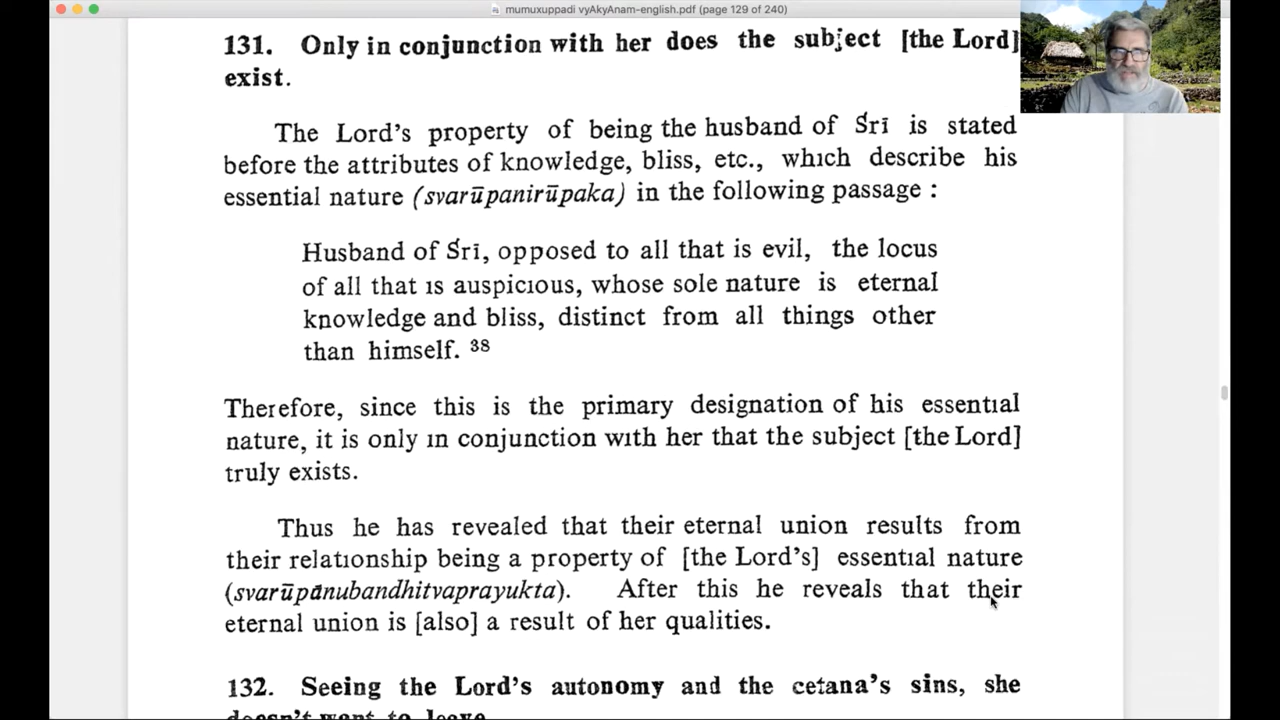 mumuxuppadi vyAkyAnam-english.pdf (page 129 of 240)
131. Only in conjunction with her does the subject [the Lord]
exist.
The Lord's property of being the husband of Śrī is stated
before the attributes of knowledge, bliss, etc., which describe his
essential nature (svarūpanirūpaka) in the following passage :
Husband of Śrī, opposed to all that is evil, the locus
of all that is auspicious, whose sole nature is eternal
knowledge and bliss, distinct from all things other
than himself. 38
Therefore, since this is the primary designation of his essential
nature, it is only in conjunction with her that the subject [the Lord]
truly exists.
Thus he has revealed that their eternal union results from
their relationship being a property of [the Lord's] essential nature
(svarūpānubandhitvaprayukta). After this he reveals that their
eternal union is [also] a result of her qualities.
132. Seeing the Lord's autonomy and the cetana's sins, she
doesn't want to leave